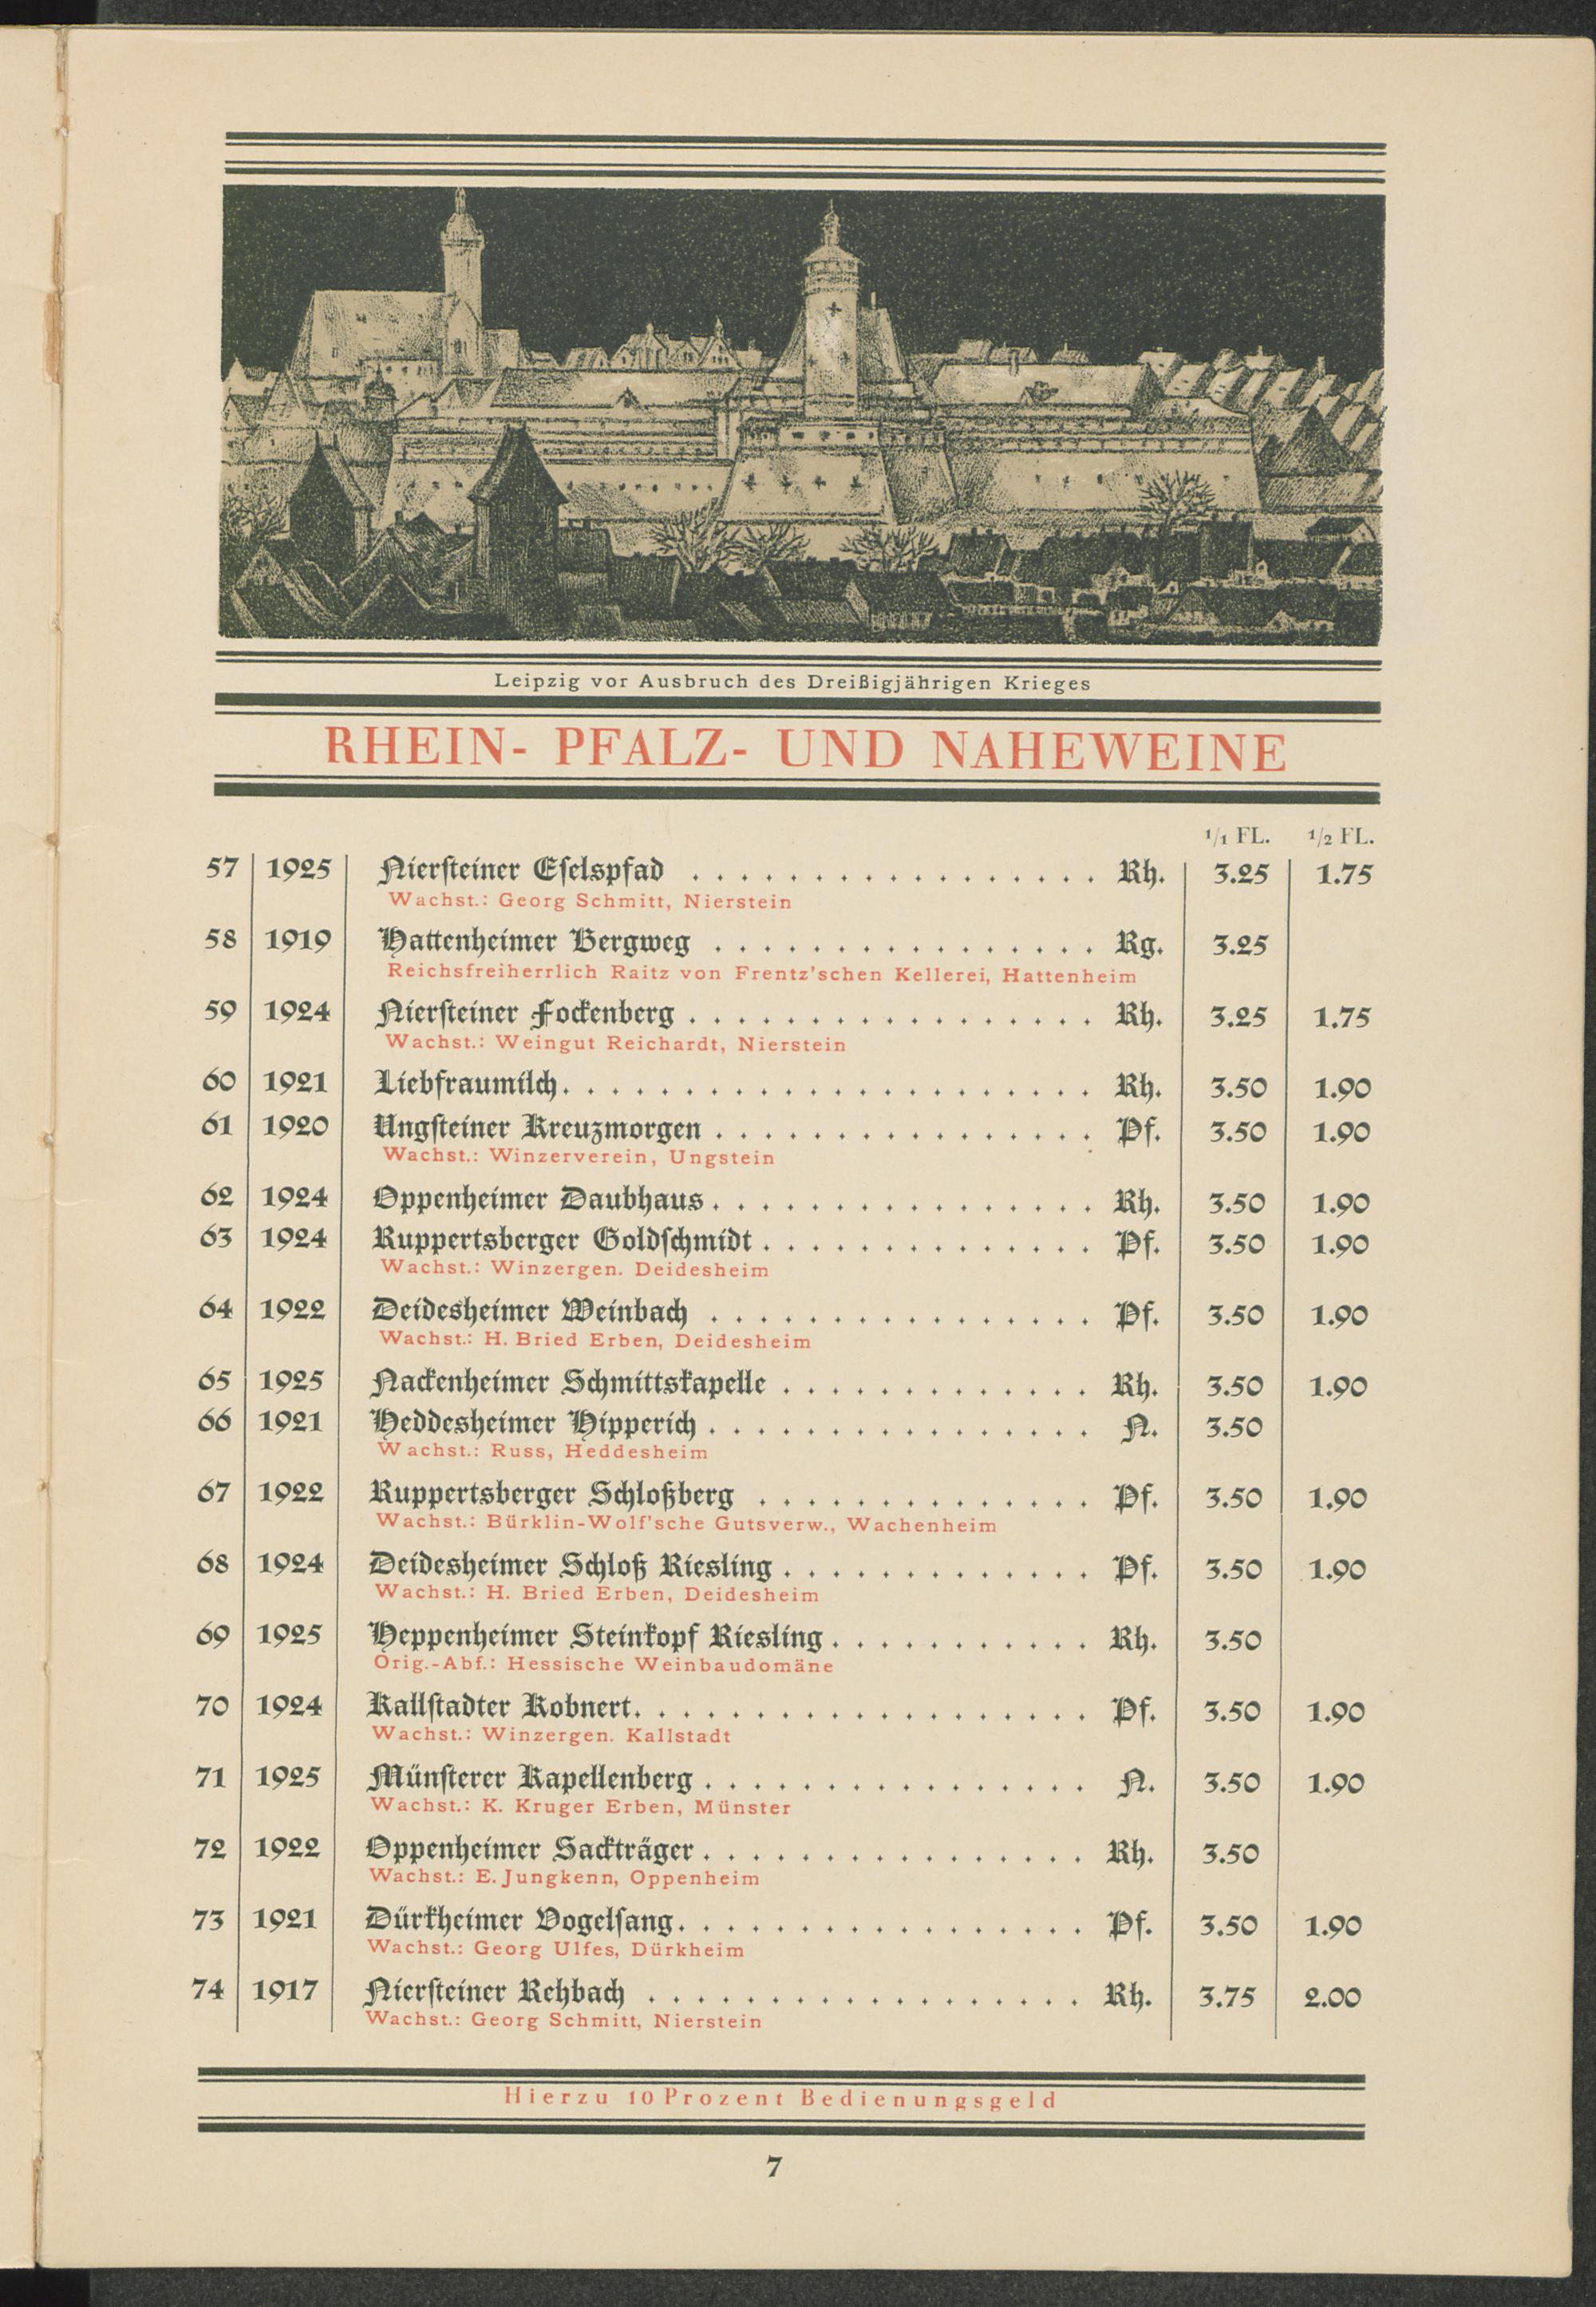 Leipzig vor Ausbruch des Dreißigjährigen Krieges
RHEIN- PFALZ- UND NAHEWEINE
1/1 FL. 1/2 FL.
57 1925 Niersteiner Eselspfad . . . . . . . . . . . . . . . . . Rh. 3.25 1.75
Wachst.: Georg Schmitt, Nierstein
58 1919 Hattenheimer Bergweg . . . . . . . . . . . . . . . . Rg. 3.25
Reichsfreiherrlich Raitz von Frentz'schen Kellerei, Hattenheim
59 1924 Niersteiner Fockenberg . . . . . . . . . . . . . . . . . Rh. 3.25 1.75
Wachst.: Weingut Reichardt, Nierstein
60 1921 Liebfraumilch. . . . . . . . . . . . . . . . . . . . . . Rh. 3.50 1.90
61 1920 Ungsteiner Kreuzmorgen . . . . . . . . . . . . . . . . Pf. 3.50 1.90
Wachst.: Winzerverein, Ungstein
62 1924 Oppenheimer Daubhaus. . . . . . . . . . . . . . . . Rh. 3.50 1.90
63 1924 Ruppertsberger Goldschmidt . . . . . . . . . . . . . . Pf. 3.50 1.90
Wachst.: Winzergen. Deidesheim
64 1922 Deidesheimer Weinbach . . . . . . . . . . . . . . . . Pf. 3.50 1.90
Wachst.: H. Bried Erben, Deidesheim
65 1925 Nackenheimer Schmittskapelle . . . . . . . . . . . . . Rh. 3.50 1.90
66 1921 Heddesheimer Hipperich . . . . . . . . . . . . . . . . N. 3.50
Wachst.: Russ, Heddesheim
67 1922 Ruppertsberger Schloßberg . . . . . . . . . . . . . . Pf. 3.50 1.90
Wachst.: Bürklin-Wolf'sche Gutsverw., Wachenheim
68 1924 Deidesheimer Schloß Riesling . . . . . . . . . . . . . Pf. 3.50 1.90
Wachst.: H. Bried Erben, Deidesheim
69 1925 Heppenheimer Steinkopf Riesling . . . . . . . . . . . Rh. 3.50
Orig.-Abf.: Hessische Weinbaudomäne
70 1924 Kallstadter Kobnert. . . . . . . . . . . . . . . . . . . Pf. 3.50 1.90
Wachst.: Winzergen. Kallstadt
71 1925 Münsterer Kapellenberg . . . . . . . . . . . . . . . . N. 3.50 1.90
Wachst.: K. Kruger Erben, Münster
72 1922 Oppenheimer Sackträger . . . . . . . . . . . . . . . . Rh. 3.50
Wachst.: E. Jungkenn, Oppenheim
73 1921 Dürkheimer Vogelsang. . . . . . . . . . . . . . . . . Pf. 3.50 1.90
Wachst.: Georg Ulfes, Dürkheim
74 1917 Niersteiner Rehbach . . . . . . . . . . . . . . . . . . Rh. 3.75 2.00
Wachst.: Georg Schmitt, Nierstein
Hierzu 10 Prozent Bedienungsgeld
7